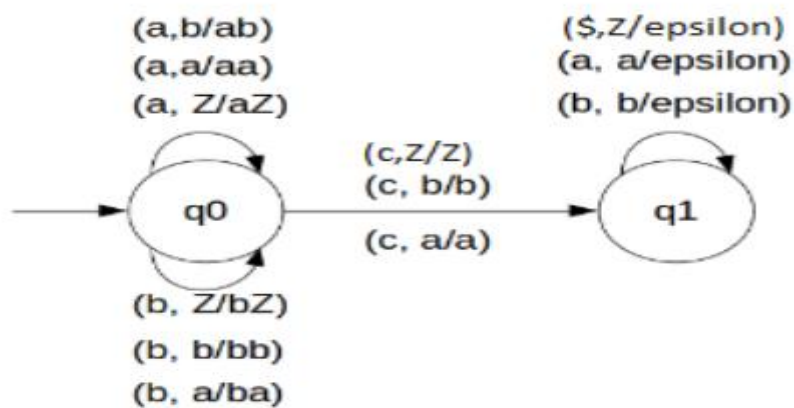 (a,b/ab)
(a,a/aa)
(a, Z/aZ)
($,Z/epsilon)
(a, a/epsilon)
(b, b/epsilon)
(c,Z/Z)
(c, b/b)
(c, a/a)
q0
q1
(b, Z/bZ)
(b, b/bb)
(b, a/ba)